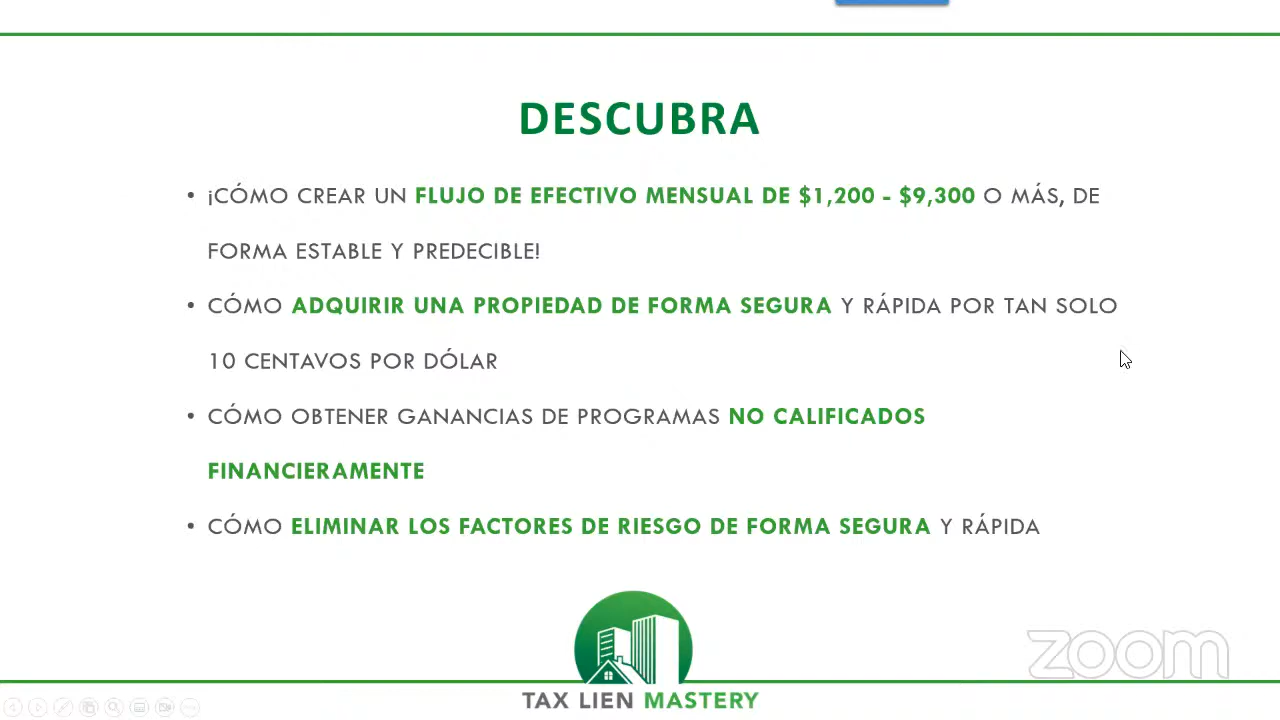 DESCUBRA
• ¡CÓMO CREAR UN FLUJO DE EFECTIVO MENSUAL DE $1,200 - $9,300 O MÁS, DE
FORMA ESTABLE Y PREDECIBLE!
• CÓMO ADQUIRIR UNA PROPIEDAD DE FORMA SEGURA Y RÁPIDA POR TAN SOLO
10 CENTAVOS POR DÓLAR
• CÓMO OBTENER GANANCIAS DE PROGRAMAS NO CALIFICADOS
FINANCIERAMENTE
• CÓMO ELIMINAR LOS FACTORES DE RIESGO DE FORMA SEGURA Y RÁPIDA
zoom
TAX LIEN MASTERY